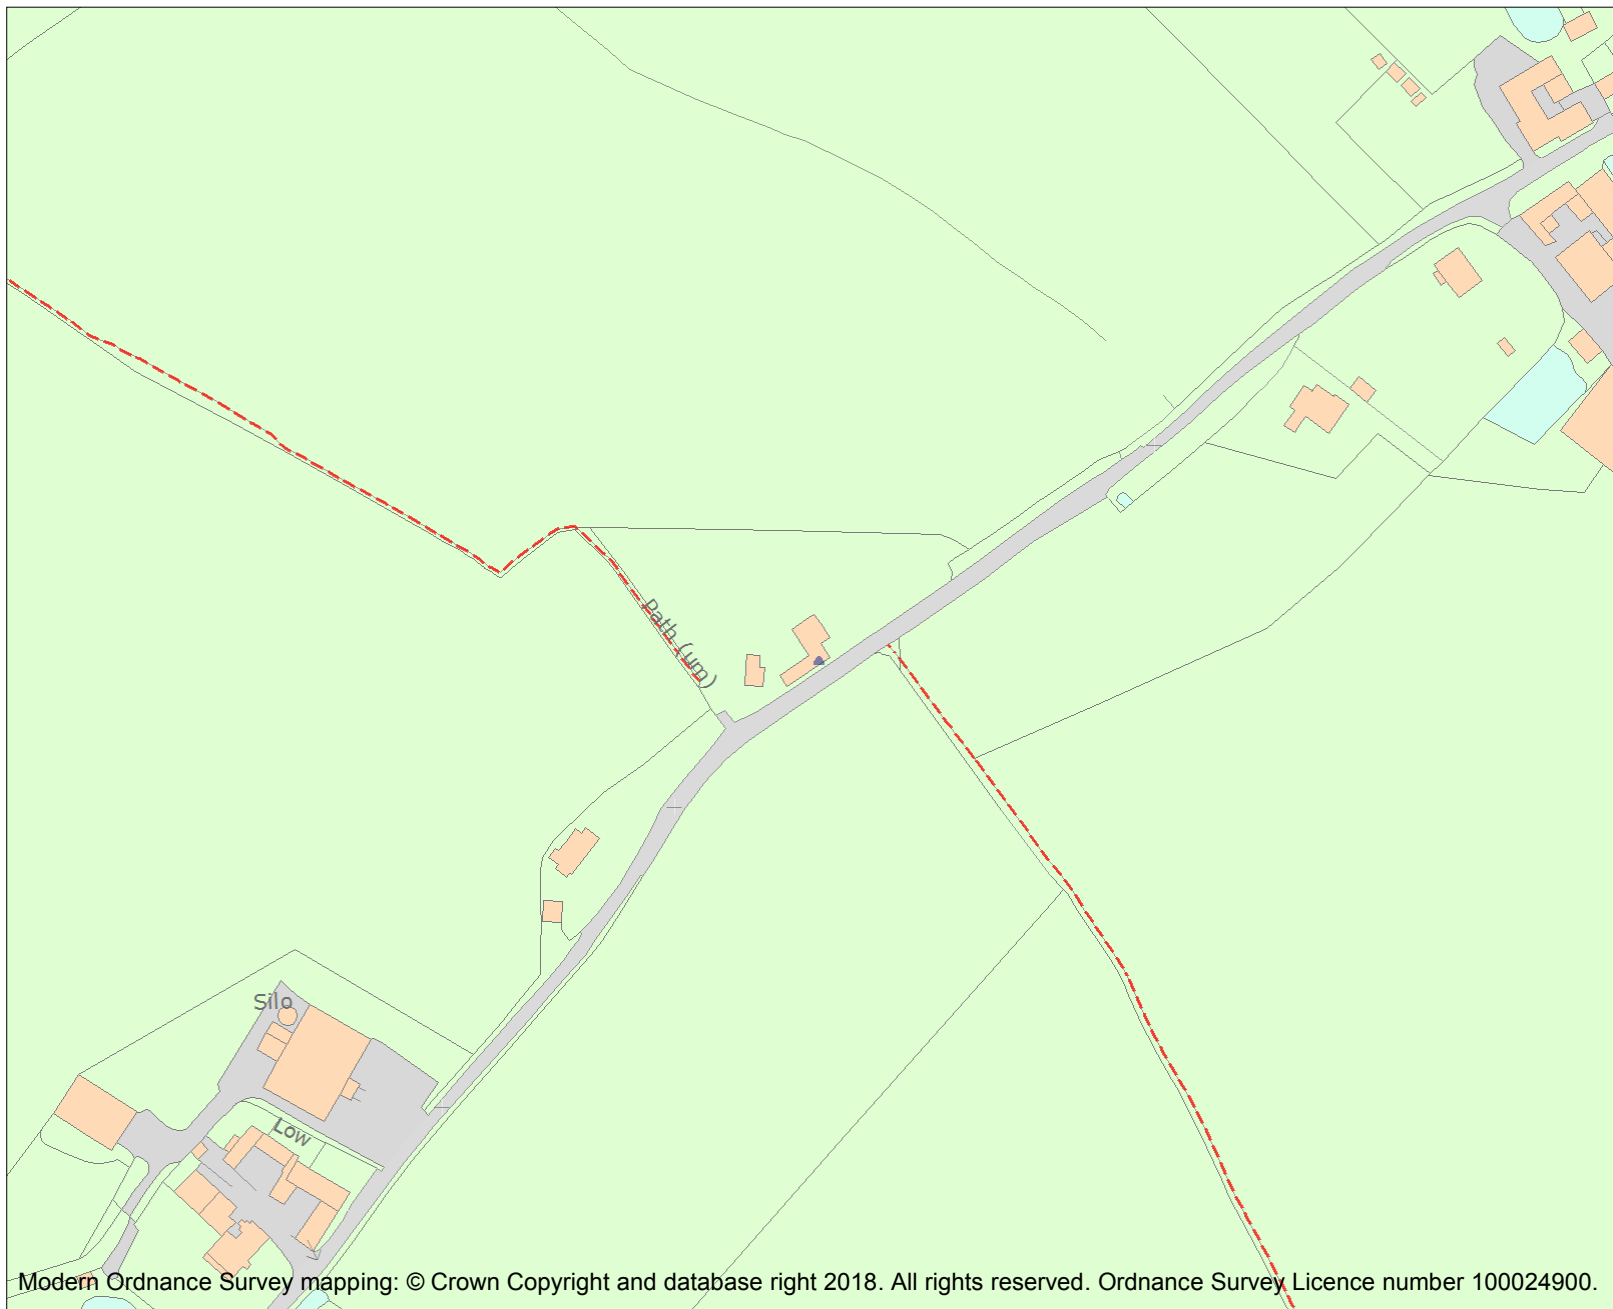 Path (um)
Silo
Low
Modern Ordnance Survey mapping: © Crown Copyright and database right 2018. All rights reserved. Ordnance Survey Licence number 100024900.